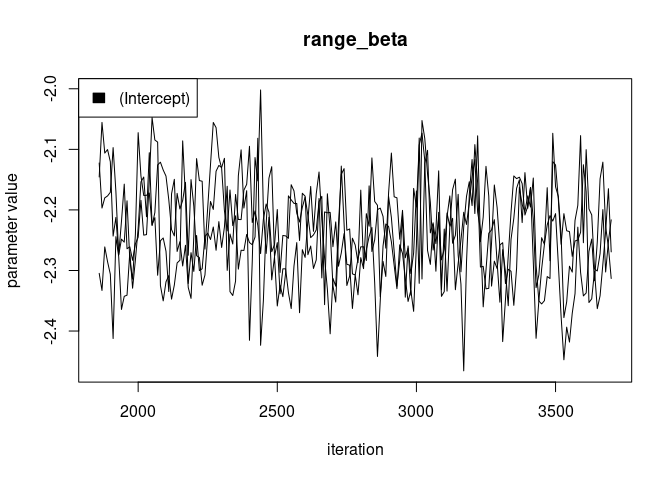 range_beta
(Intercept)
parameter value
-2.0
-2.1
-2.2
-2.3
-2.4
2000
2500
3000
3500
iteration